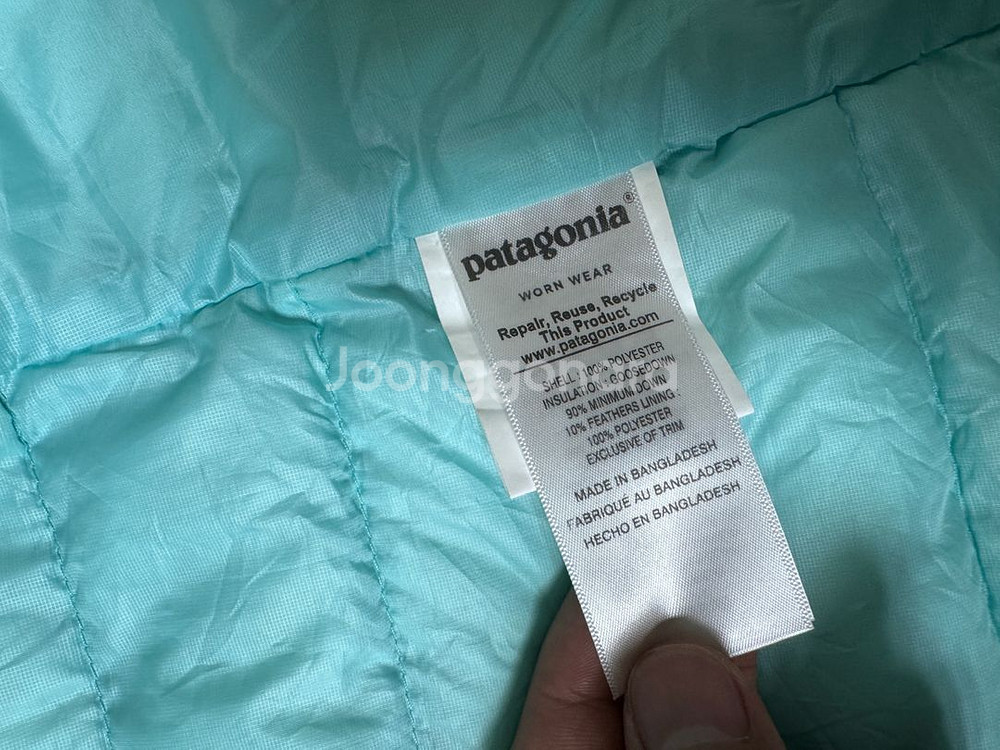 patagonia®
WORN WEAR
Repair, Reuse, Recycle
This Product
www.patagonia.com
SHELL: 100% POLYESTER
INSULATION: GOOSEDOWN
90% MINIMUM DOWN
10% FEATHERS LINING:
100% POLYESTER
EXCLUSIVE OF TRIM
MADE IN BANGLADESH
FABRIQUÉ AU BANGLADESH
HECHO EN BANGLADESH
Joonggonara